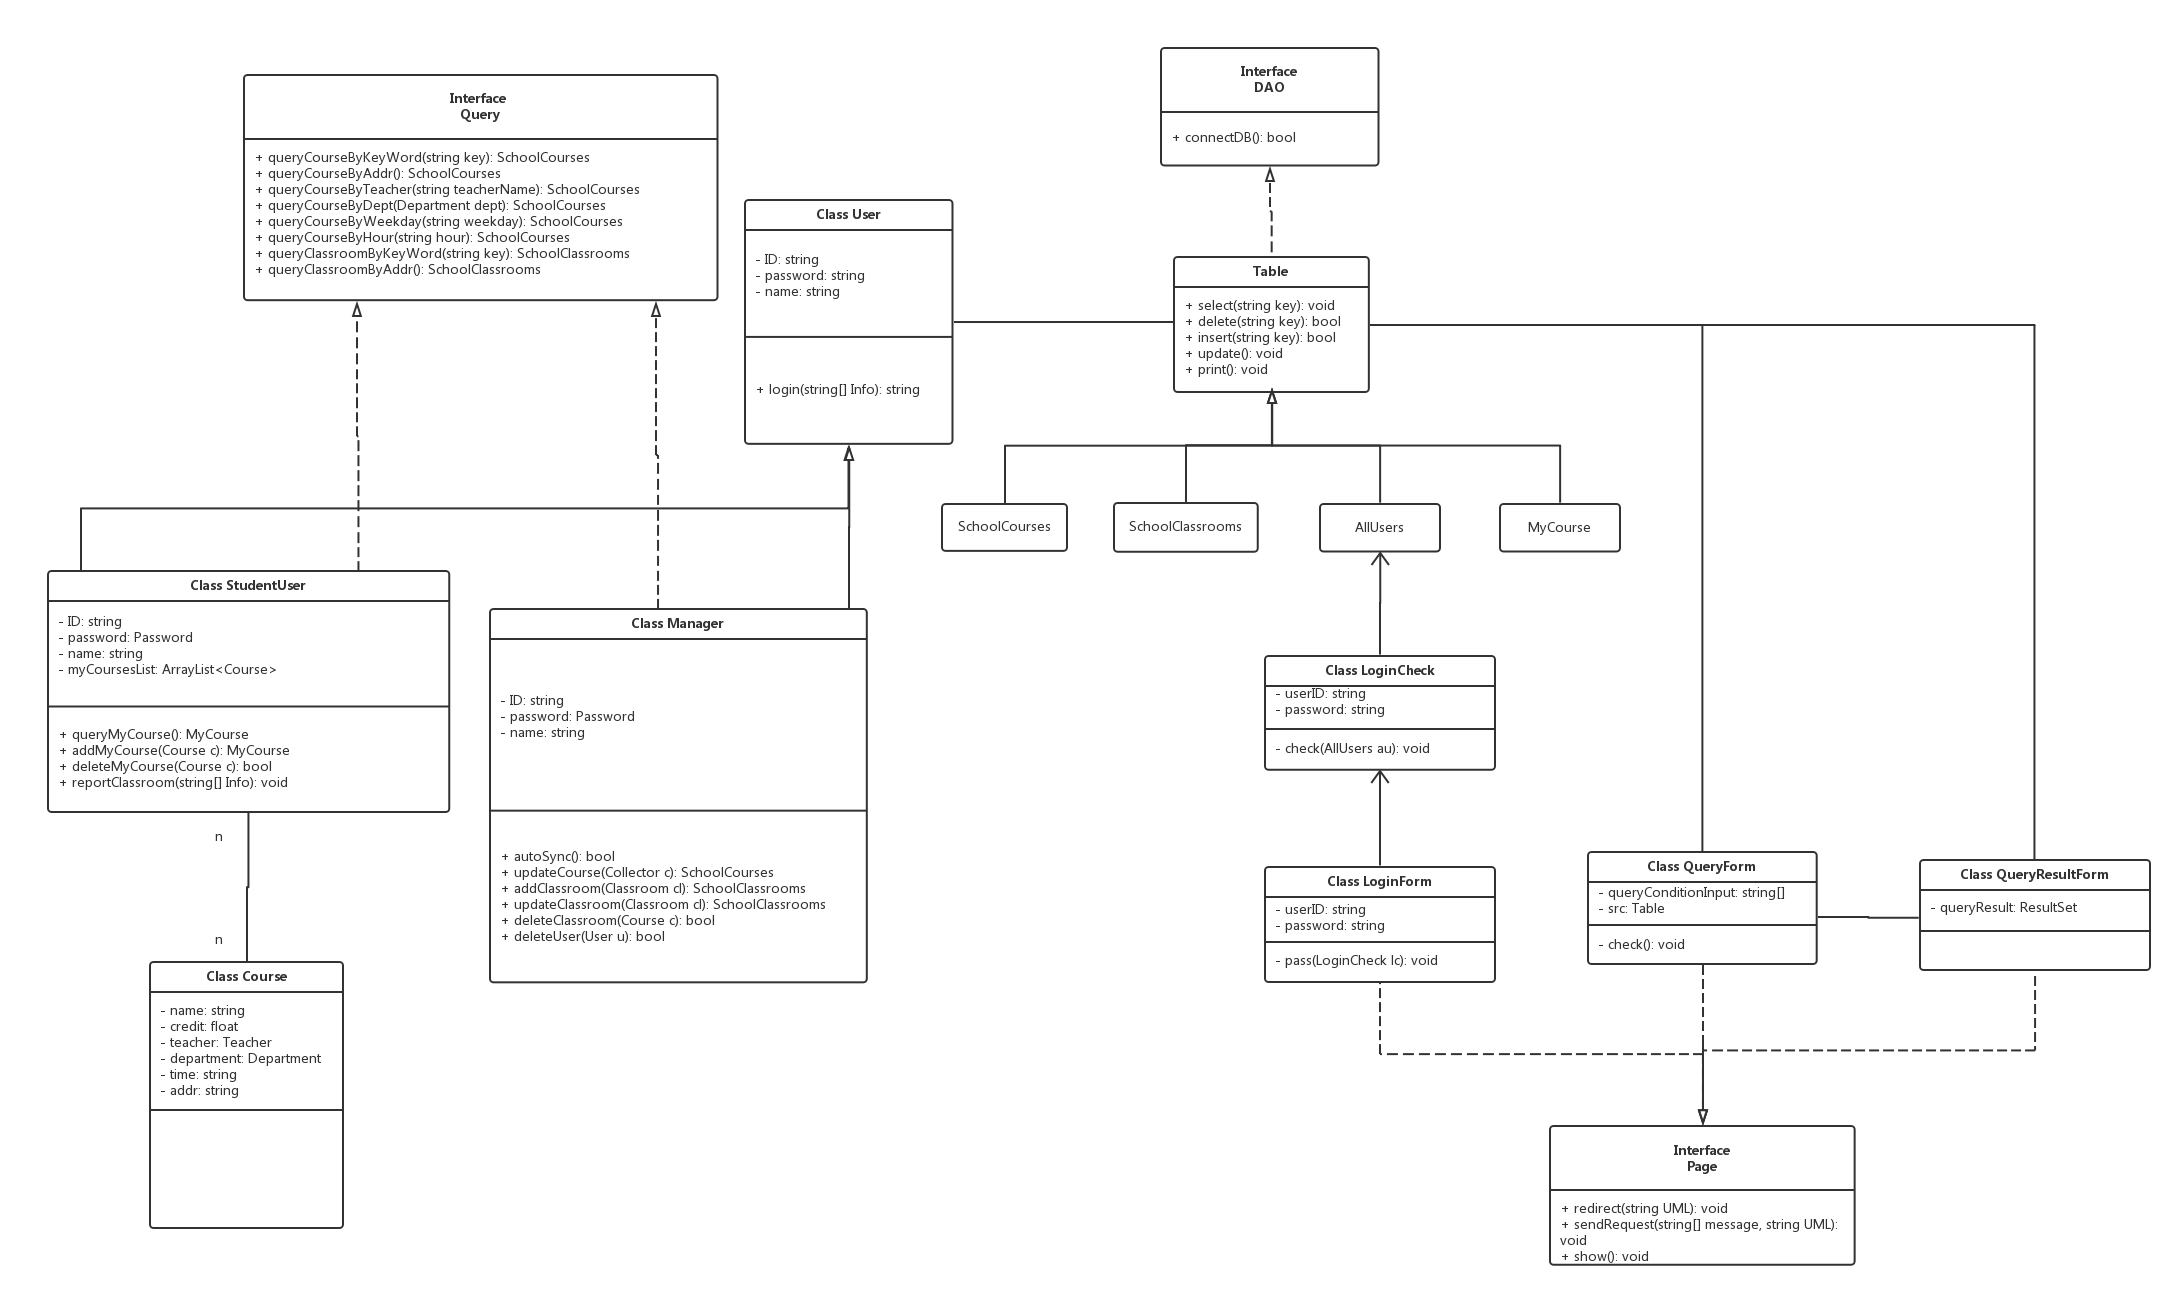 Interface
Query
+ queryCourseByKeyWord(string key): SchoolCourses
+ queryCourseByAddr(): SchoolCourses
+ queryCourseByTeacher(string teacherName): SchoolCourses
+ queryCourseByDept(Department dept): SchoolCourses
+ queryCourseByWeekday(string weekday): SchoolCourses
+ queryCourseByHour(string hour): SchoolCourses
+ queryClassroomByKeyWord(string key): SchoolClassrooms
+ queryClassroomByAddr(): SchoolClassrooms
Interface
DAO
+ connectDB(): bool
Class User
- ID: string
- password: string
- name: string
+ login(string[] Info): string
Table
+ select(string key): void
+ delete(string key): bool
+ insert(string key): bool
+ update(): void
+ print(): void
SchoolCourses
SchoolClassrooms
AllUsers
MyCourse
Class StudentUser
- ID: string
- password: Password
- name: string
- myCoursesList: ArrayList<Course>
+ queryMyCourse(): MyCourse
+ addMyCourse(Course c): MyCourse
+ deleteMyCourse(Course c): bool
+ reportClassroom(string[] Info): void
Class Manager
- ID: string
- password: Password
- name: string
+ autoSync(): bool
+ updateCourse(Collector c): SchoolCourses
+ addClassroom(Classroom cl): SchoolClassrooms
+ updateClassroom(Classroom cl): SchoolClassrooms
+ deleteClassroom(Course c): bool
+ deleteUser(User u): bool
Class LoginCheck
- userID: string
- password: string
- check(AllUsers au): void
n
n
Class Course
- name: string
- credit: float
- teacher: Teacher
- department: Department
- time: string
- addr: string
Class LoginForm
- userID: string
- password: string
- pass(LoginCheck lc): void
Class QueryForm
- queryConditionInput: string[]
- src: Table
- check(): void
Class QueryResultForm
- queryResult: ResultSet
Interface
Page
+ redirect(string UML): void
+ sendRequest(string[] message, string UML):
void
+ show(): void